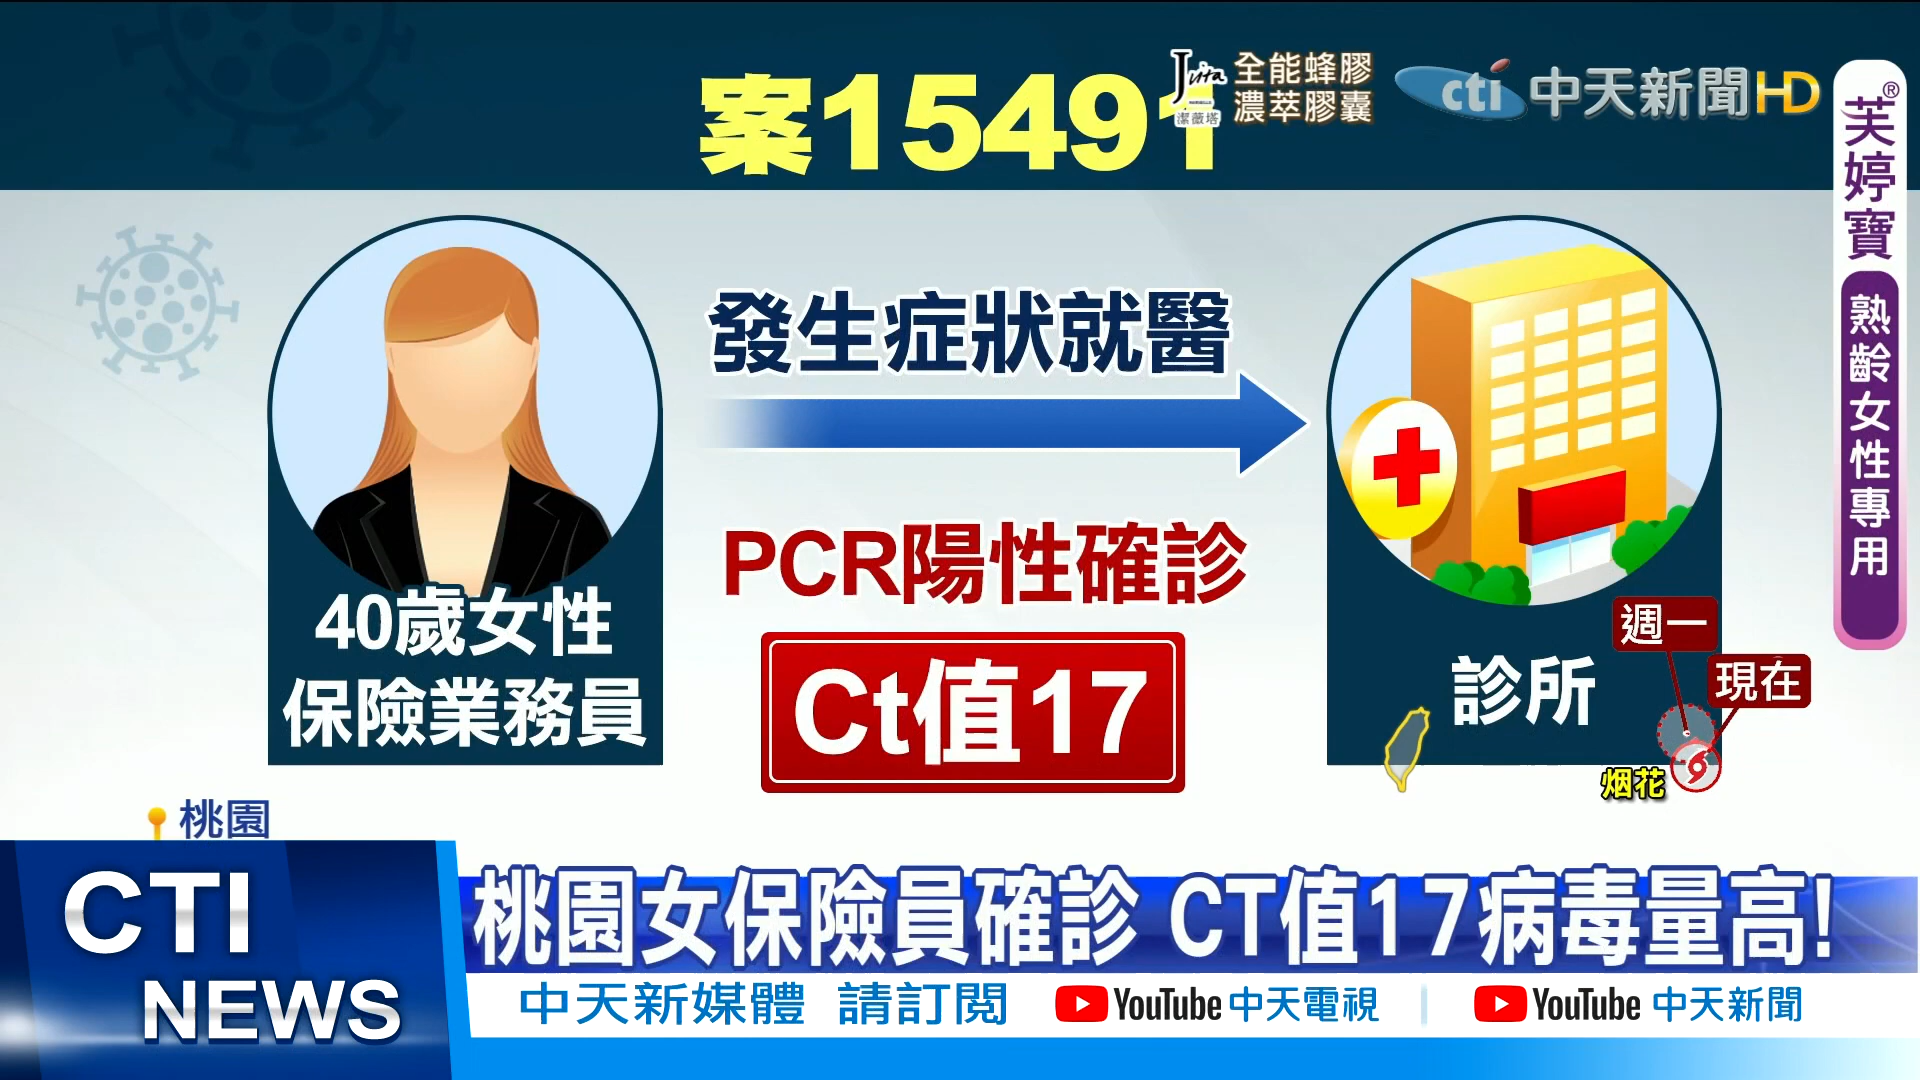 案15491
Jvita
潔薇塔
全能蜂膠
濃萃膠囊
cti 中天新聞HD
芙婷寶®
熟齡女性專用
發生症狀就醫
PCR陽性確診
Ct值17
40歲女性
保險業務員
診所
週一
現在
烟花
桃園
CTI
NEWS
桃園女保險員確診 CT值17病毒量高!
中天新媒體 請訂閱 YouTube 中天電視 | YouTube 中天新聞